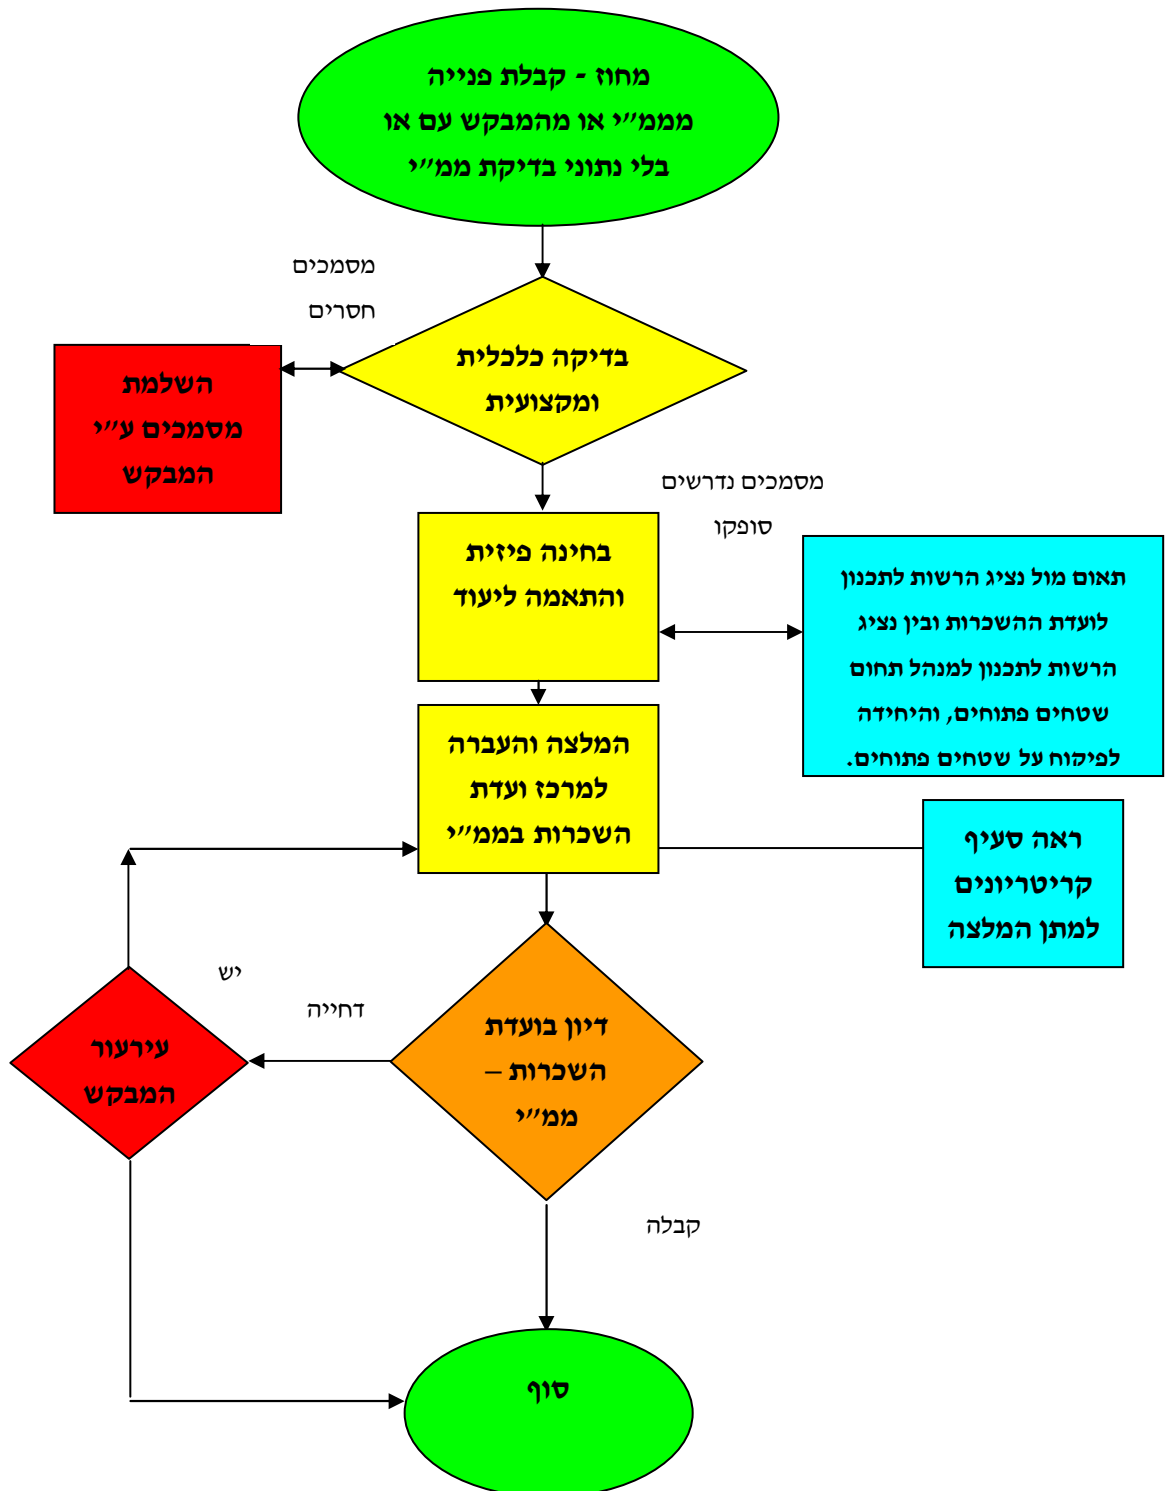 מחוז - קבלת פנייה
מממ״י או מהמבקש עם או
בלי נתוני בדיקת ממ״י
מסמכים
חסרים
בדיקה כלכלית
ומקצועית
השלמת
מסמכים ע״י
המבקש
מסמכים נדרשים
סופקו
בחינה פיזית
והתאמה ליעוד
תאום מול נציג הרשות לתכנון
לועדת ההשכרות ובין נציג
הרשות לתכנון למנהל תחום
שטחים פתוחים, והיחידה
לפיקוח על שטחים פתוחים.
המלצה והעברה
למרכז ועדת
השכרות בממ״י
ראה סעיף
קריטריונים
למתן המלצה
יש
דחייה
דיון בועדת
השכרות –
ממ״י
עירעור
המבקש
קבלה
סוף